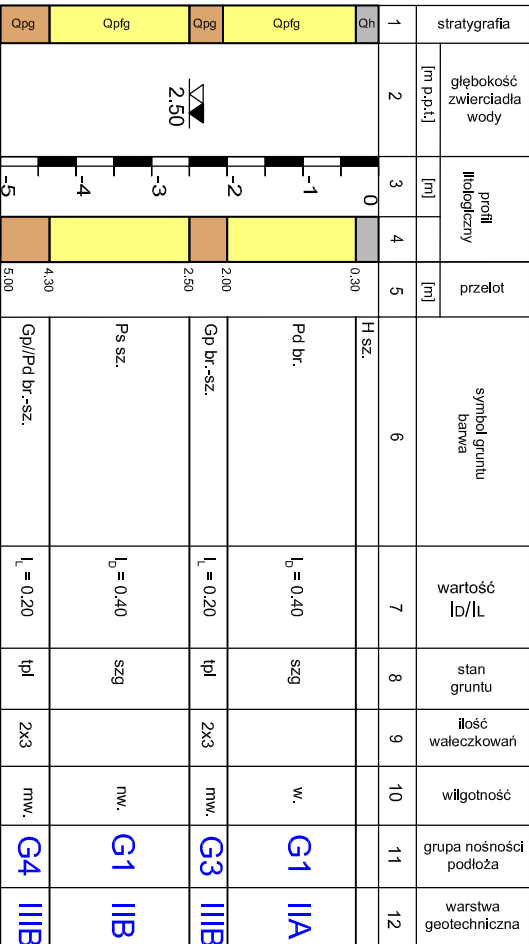 stratygrafia
głębokość
zwierciadła
wody
[m p.p.t.]
profil
litologiczny
[m]
przelot
[m]
symbol gruntu
barwa
wartość
ID/IL
stan
gruntu
ilość
wałeczkowań
wilgotność
grupa nośności
podłoża
warstwa
geotechniczna
1 2 3 4 5 6 7 8 9 10 11 12
Qh
0
0.30
H sz.
Qpfg
-1
-2
2.00
Pd br.
ID = 0.40
szg
w.
G1
IIA
Qpg
2.50
2.50
Gp br.-sz.
IL = 0.20
tpl
2x3
mw.
G3
IIIB
Qpfg
-3
-4
4.30
Ps sz.
ID = 0.40
szg
nw.
G1
IIB
Qpg
-5
5.00
Gp//Pd br.-sz.
IL = 0.20
tpl
2x3
mw.
G4
IIIB